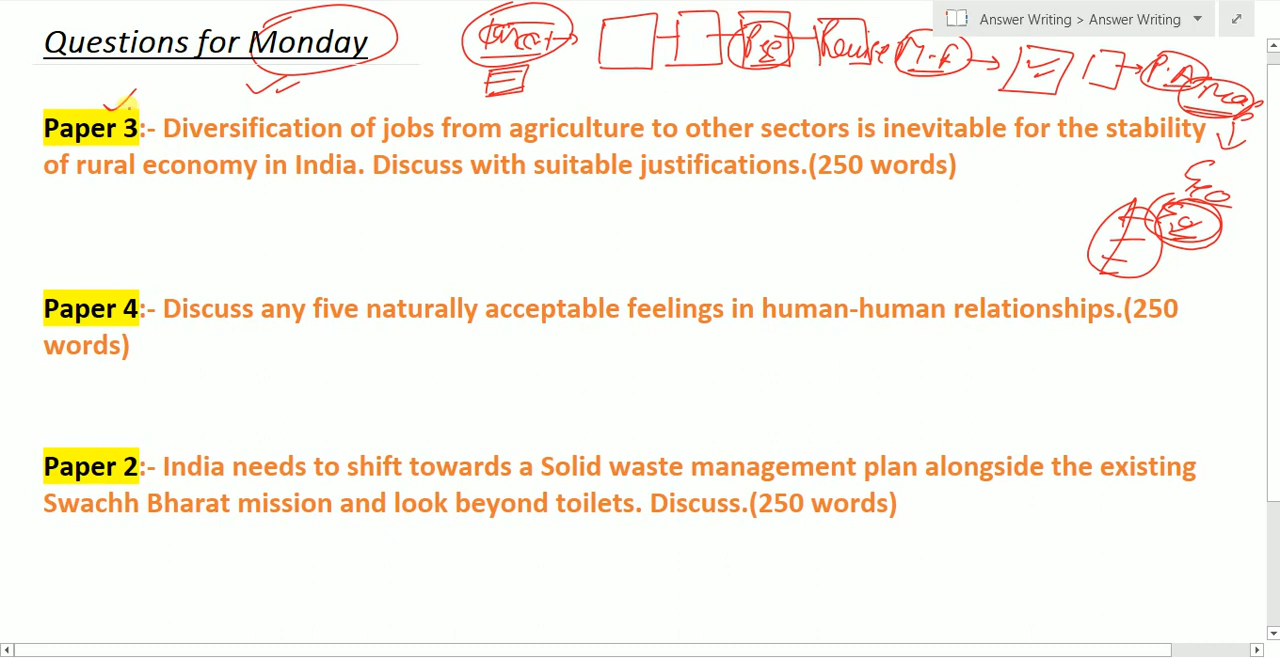 Answer Writing > Answer Writing
Questions for Monday
Revise
Paper 3:- Diversification of jobs from agriculture to other sectors is inevitable for the stability
of rural economy in India. Discuss with suitable justifications.(250 words)
Paper 4:- Discuss any five naturally acceptable feelings in human-human relationships.(250
words)
Paper 2:- India needs to shift towards a Solid waste management plan alongside the existing
Swachh Bharat mission and look beyond toilets. Discuss.(250 words)